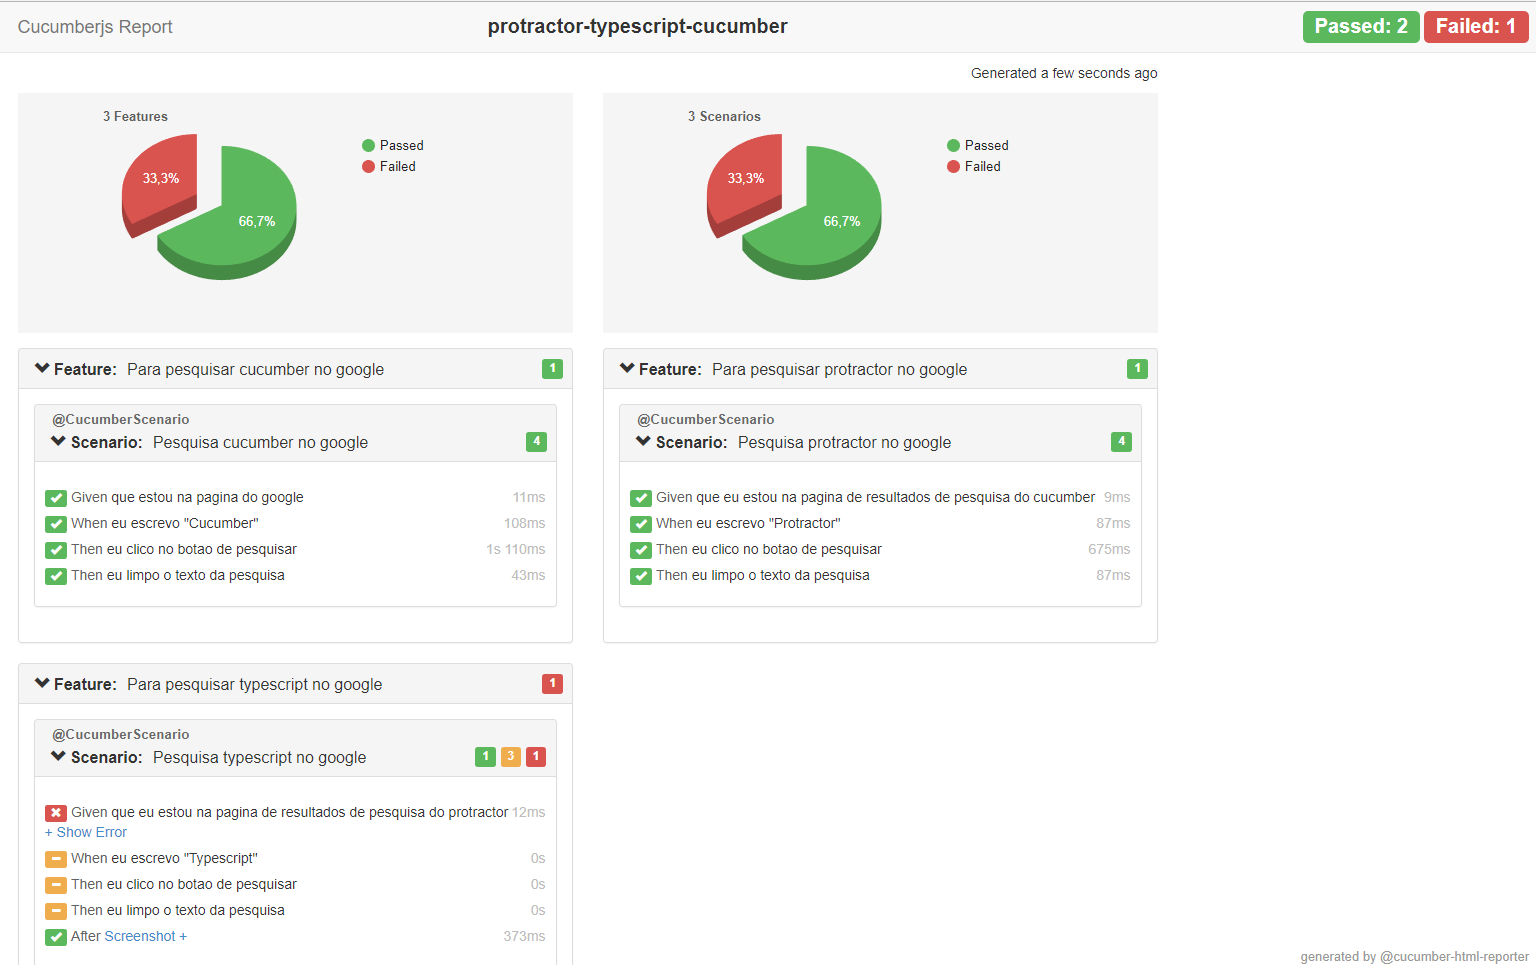 Cucumberjs Report
protractor-typescript-cucumber
Passed: 2 Failed: 1
Generated a few seconds ago
3 Features
Passed
Failed
33,3%
66,7%
3 Scenarios
Passed
Failed
33,3%
66,7%
Feature: Para pesquisar cucumber no google 1
@CucumberScenario
Scenario: Pesquisa cucumber no google 4
Given que estou na pagina do google 11ms
When eu escrevo "Cucumber" 108ms
Then eu clico no botao de pesquisar 1s 110ms
Then eu limpo o texto da pesquisa 43ms
Feature: Para pesquisar protractor no google 1
@CucumberScenario
Scenario: Pesquisa protractor no google 4
Given que eu estou na pagina de resultados de pesquisa do cucumber 9ms
When eu escrevo "Protractor" 87ms
Then eu clico no botao de pesquisar 675ms
Then eu limpo o texto da pesquisa 87ms
Feature: Para pesquisar typescript no google 1
@CucumberScenario
Scenario: Pesquisa typescript no google 1 3 1
Given que eu estou na pagina de resultados de pesquisa do protractor 12ms
+ Show Error
When eu escrevo "Typescript" 0s
Then eu clico no botao de pesquisar 0s
Then eu limpo o texto da pesquisa 0s
After Screenshot + 373ms
generated by @cucumber-html-reporter